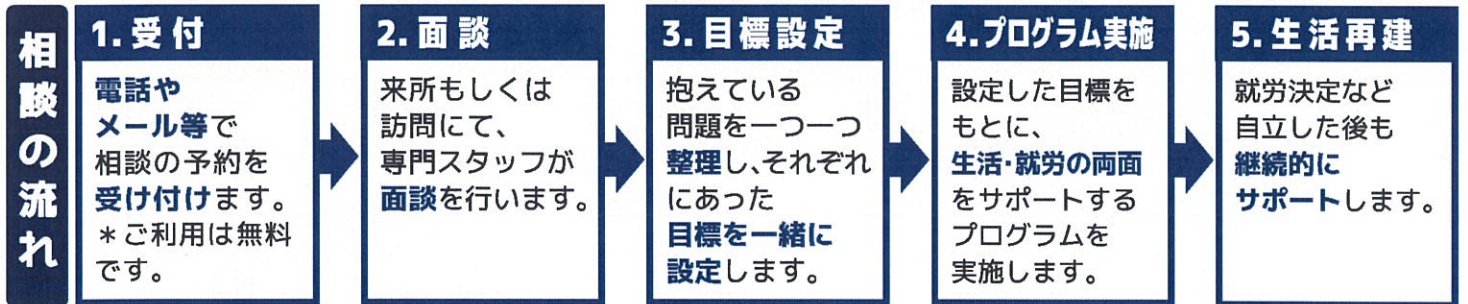 相談の流れ
1.受付
電話や
メール等で
相談の予約を
受け付けます。
＊ご利用は無料
です。
2.面談
来所もしくは
訪問にて、
専門スタッフが
面談を行います。
3.目標設定
抱えている
問題を一つ一つ
整理し、それぞれ
にあった
目標を一緒に
設定します。
4.プログラム実施
設定した目標を
もとに、
生活・就労の両面
をサポートする
プログラムを
実施します。
5.生活再建
就労決定など
自立した後も
継続的に
サポートします。